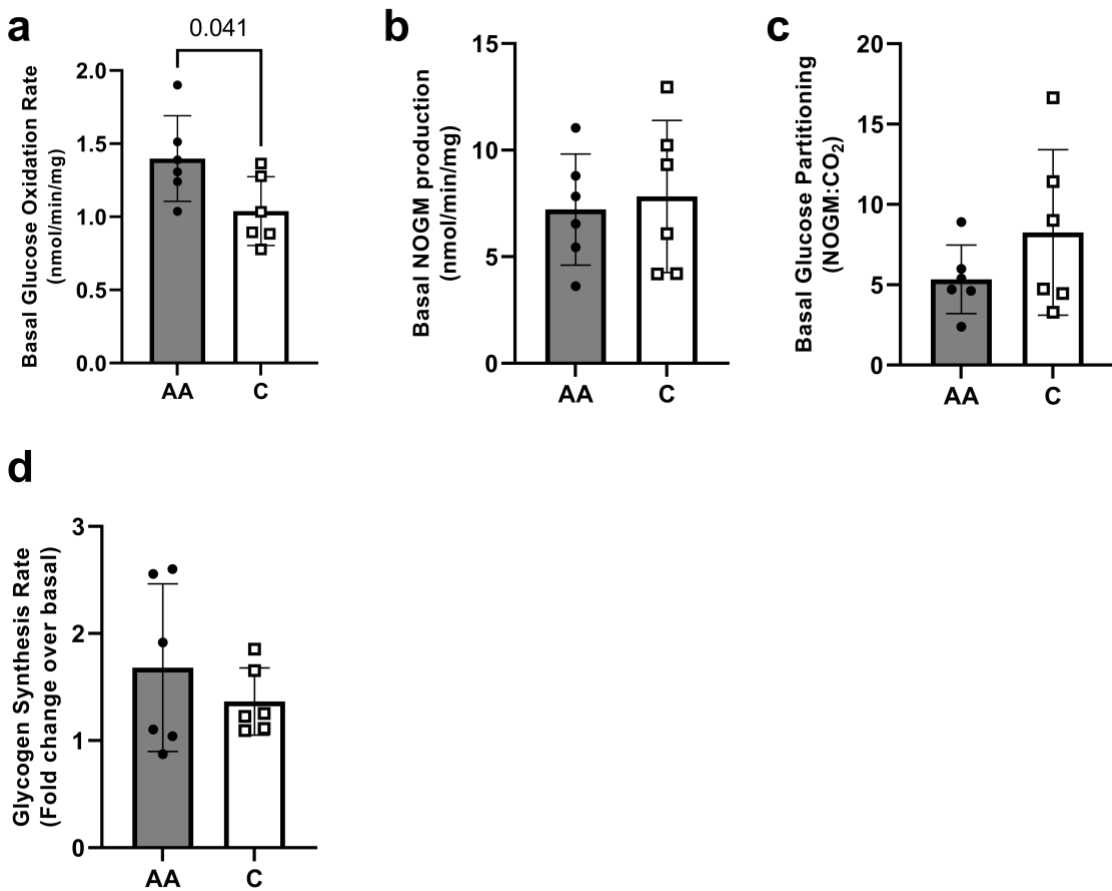 a
0.041
Basal Glucose Oxidation Rate
(nmol/min/mg)
2.0
1.5
1.0
0.5
0.0
AA
C
b
Basal NOGM production
(nmol/min/mg)
15
10
5
0
AA
C
c
Basal Glucose Partitioning
(NOGM:CO₂)
20
15
10
5
0
AA
C
d
Glycogen Synthesis Rate
(Fold change over basal)
3
2
1
0
AA
C